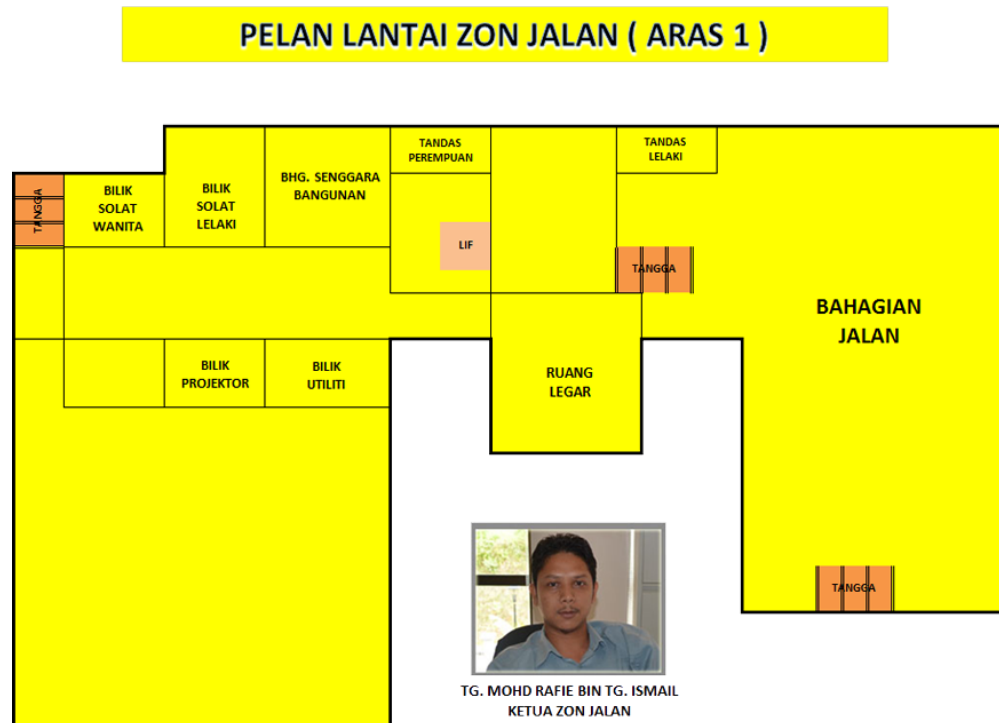 PELAN LANTAI ZON JALAN ( ARAS 1 )
TANDAS
PEREMPUAN
TANDAS
LELAKI
TANGGA
BILIK
SOLAT
WANITA
BILIK
SOLAT
LELAKI
BHG. SENGGARA
BANGUNAN
LIF
TANGGA
BAHAGIAN
JALAN
BILIK
PROJEKTOR
BILIK
UTILITI
RUANG
LEGAR
TANGGA
TG. MOHD RAFIE BIN TG. ISMAIL
KETUA ZON JALAN